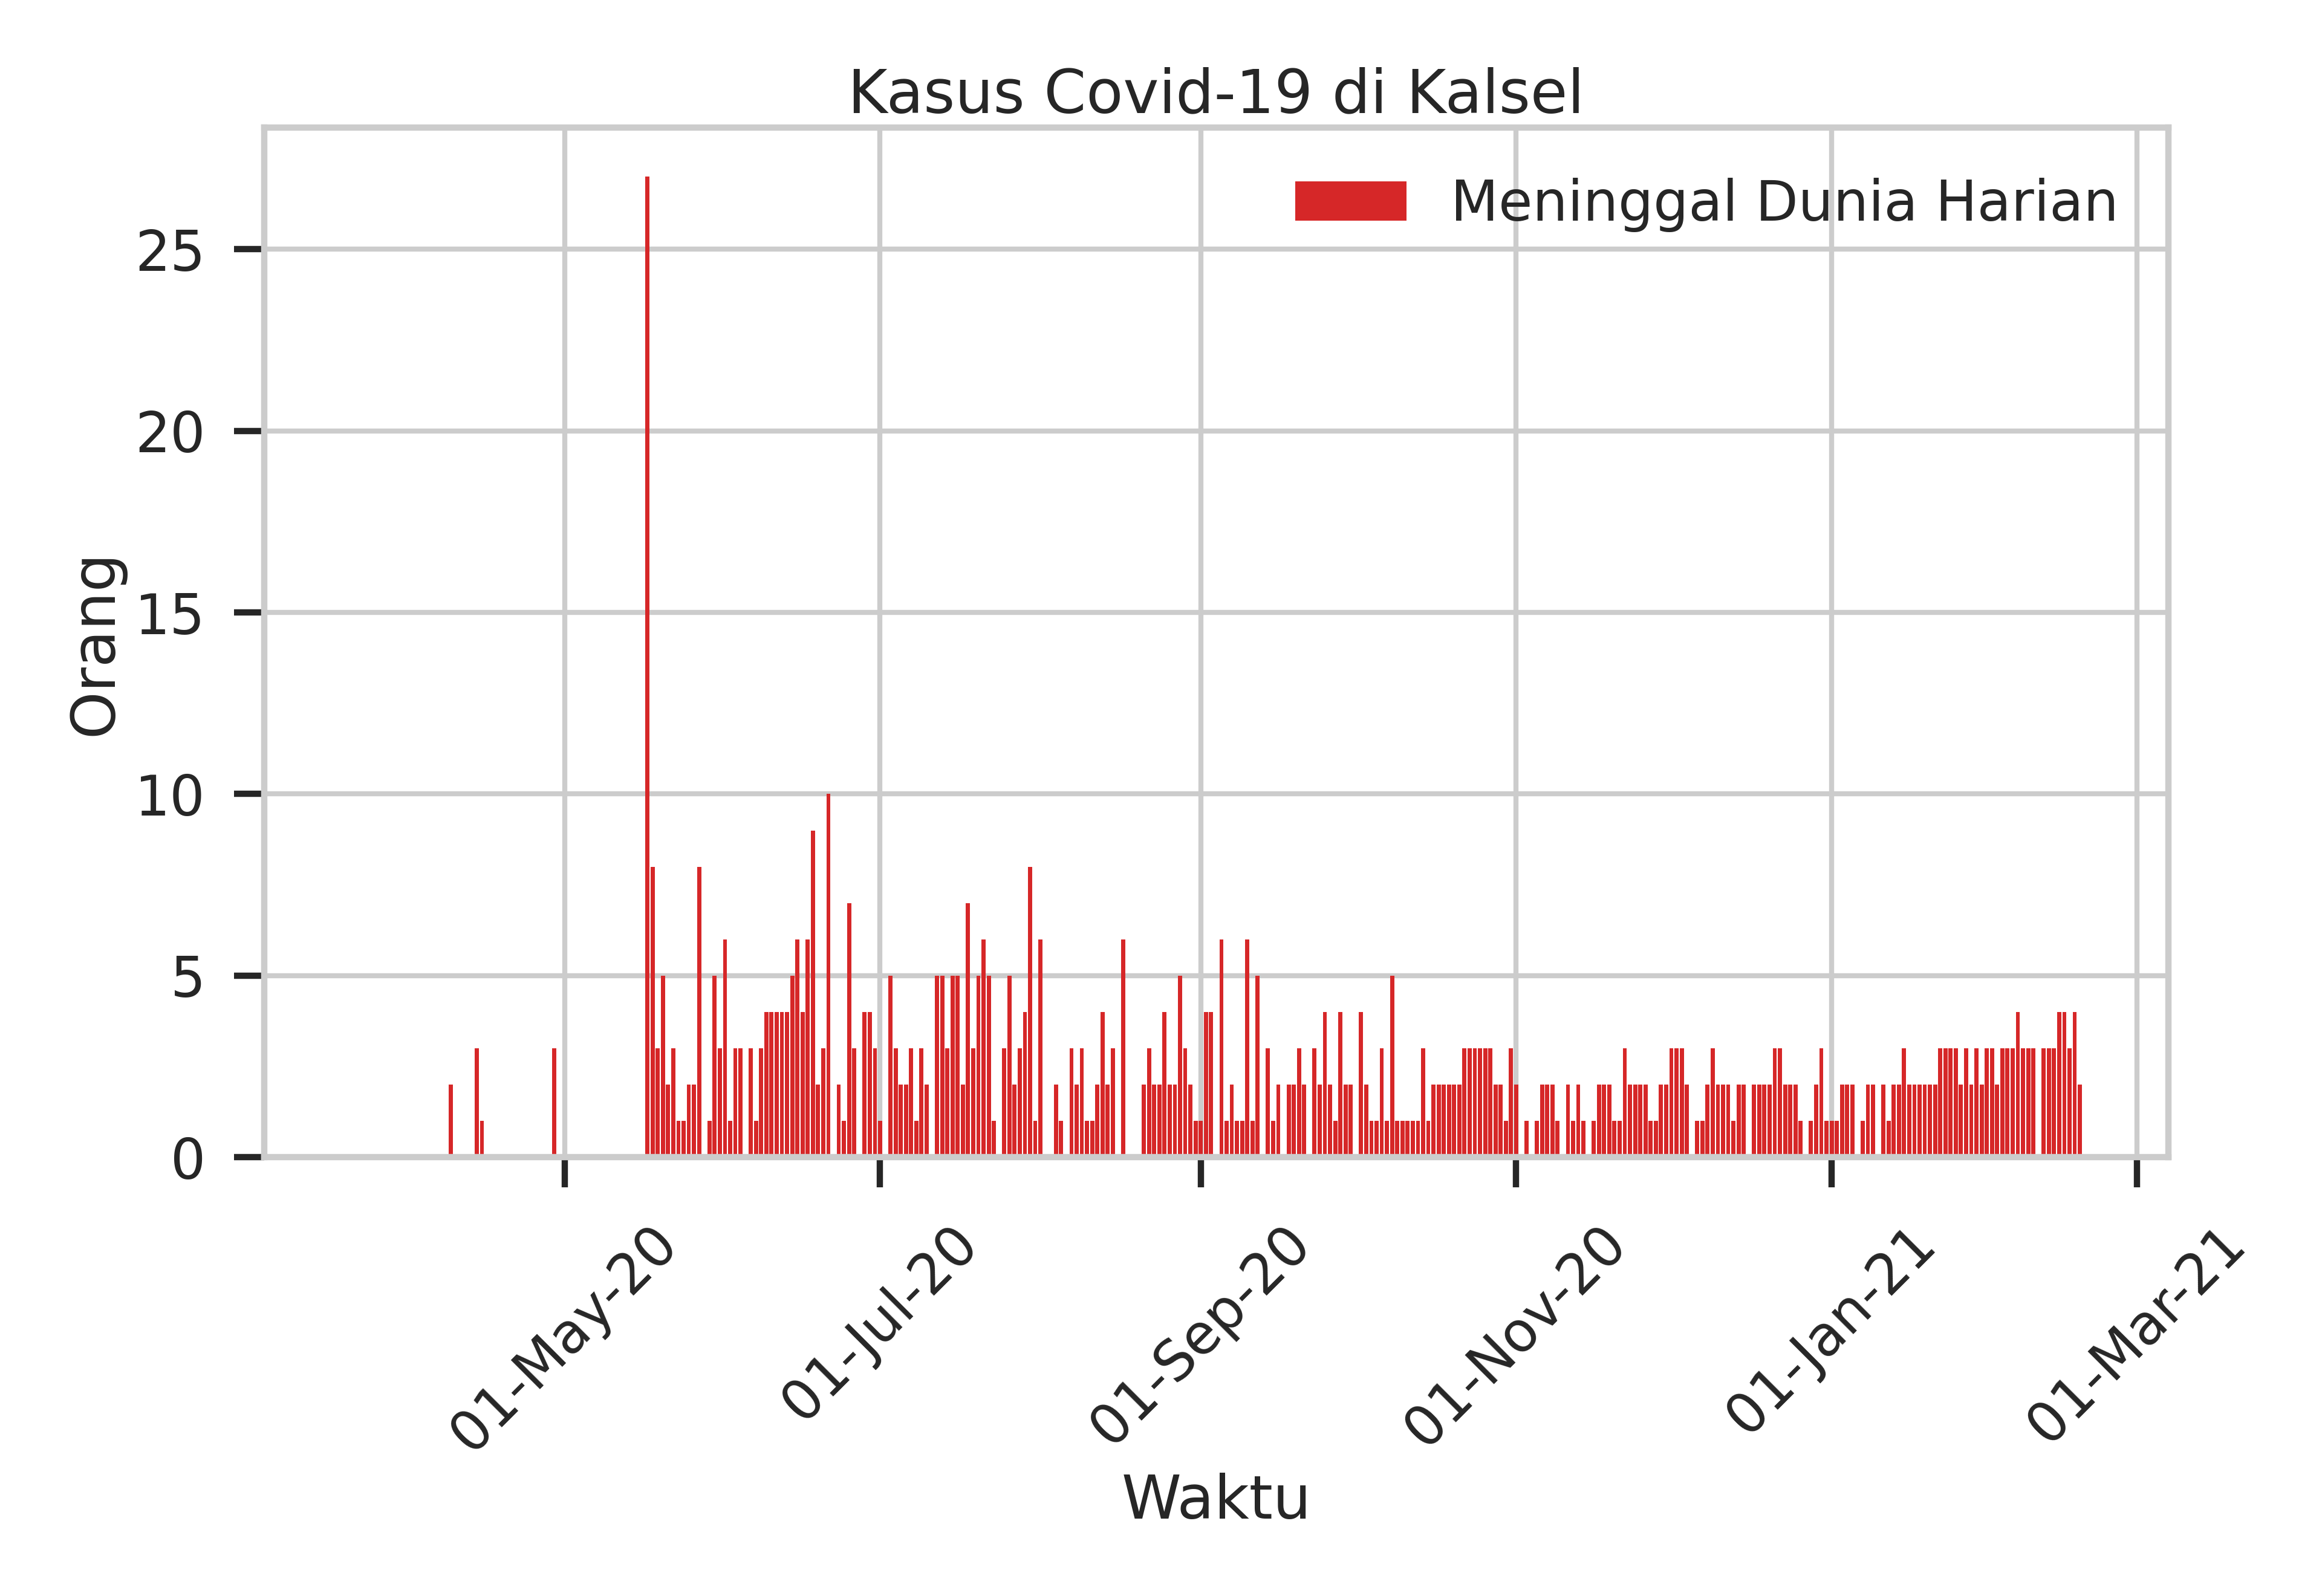 Kasus Covid-19 di Kalsel
Meninggal Dunia Harian
Orang
25
20
15
10
5
0
01-May-20
01-Jul-20
01-Sep-20
01-Nov-20
01-Jan-21
01-Mar-21
Waktu